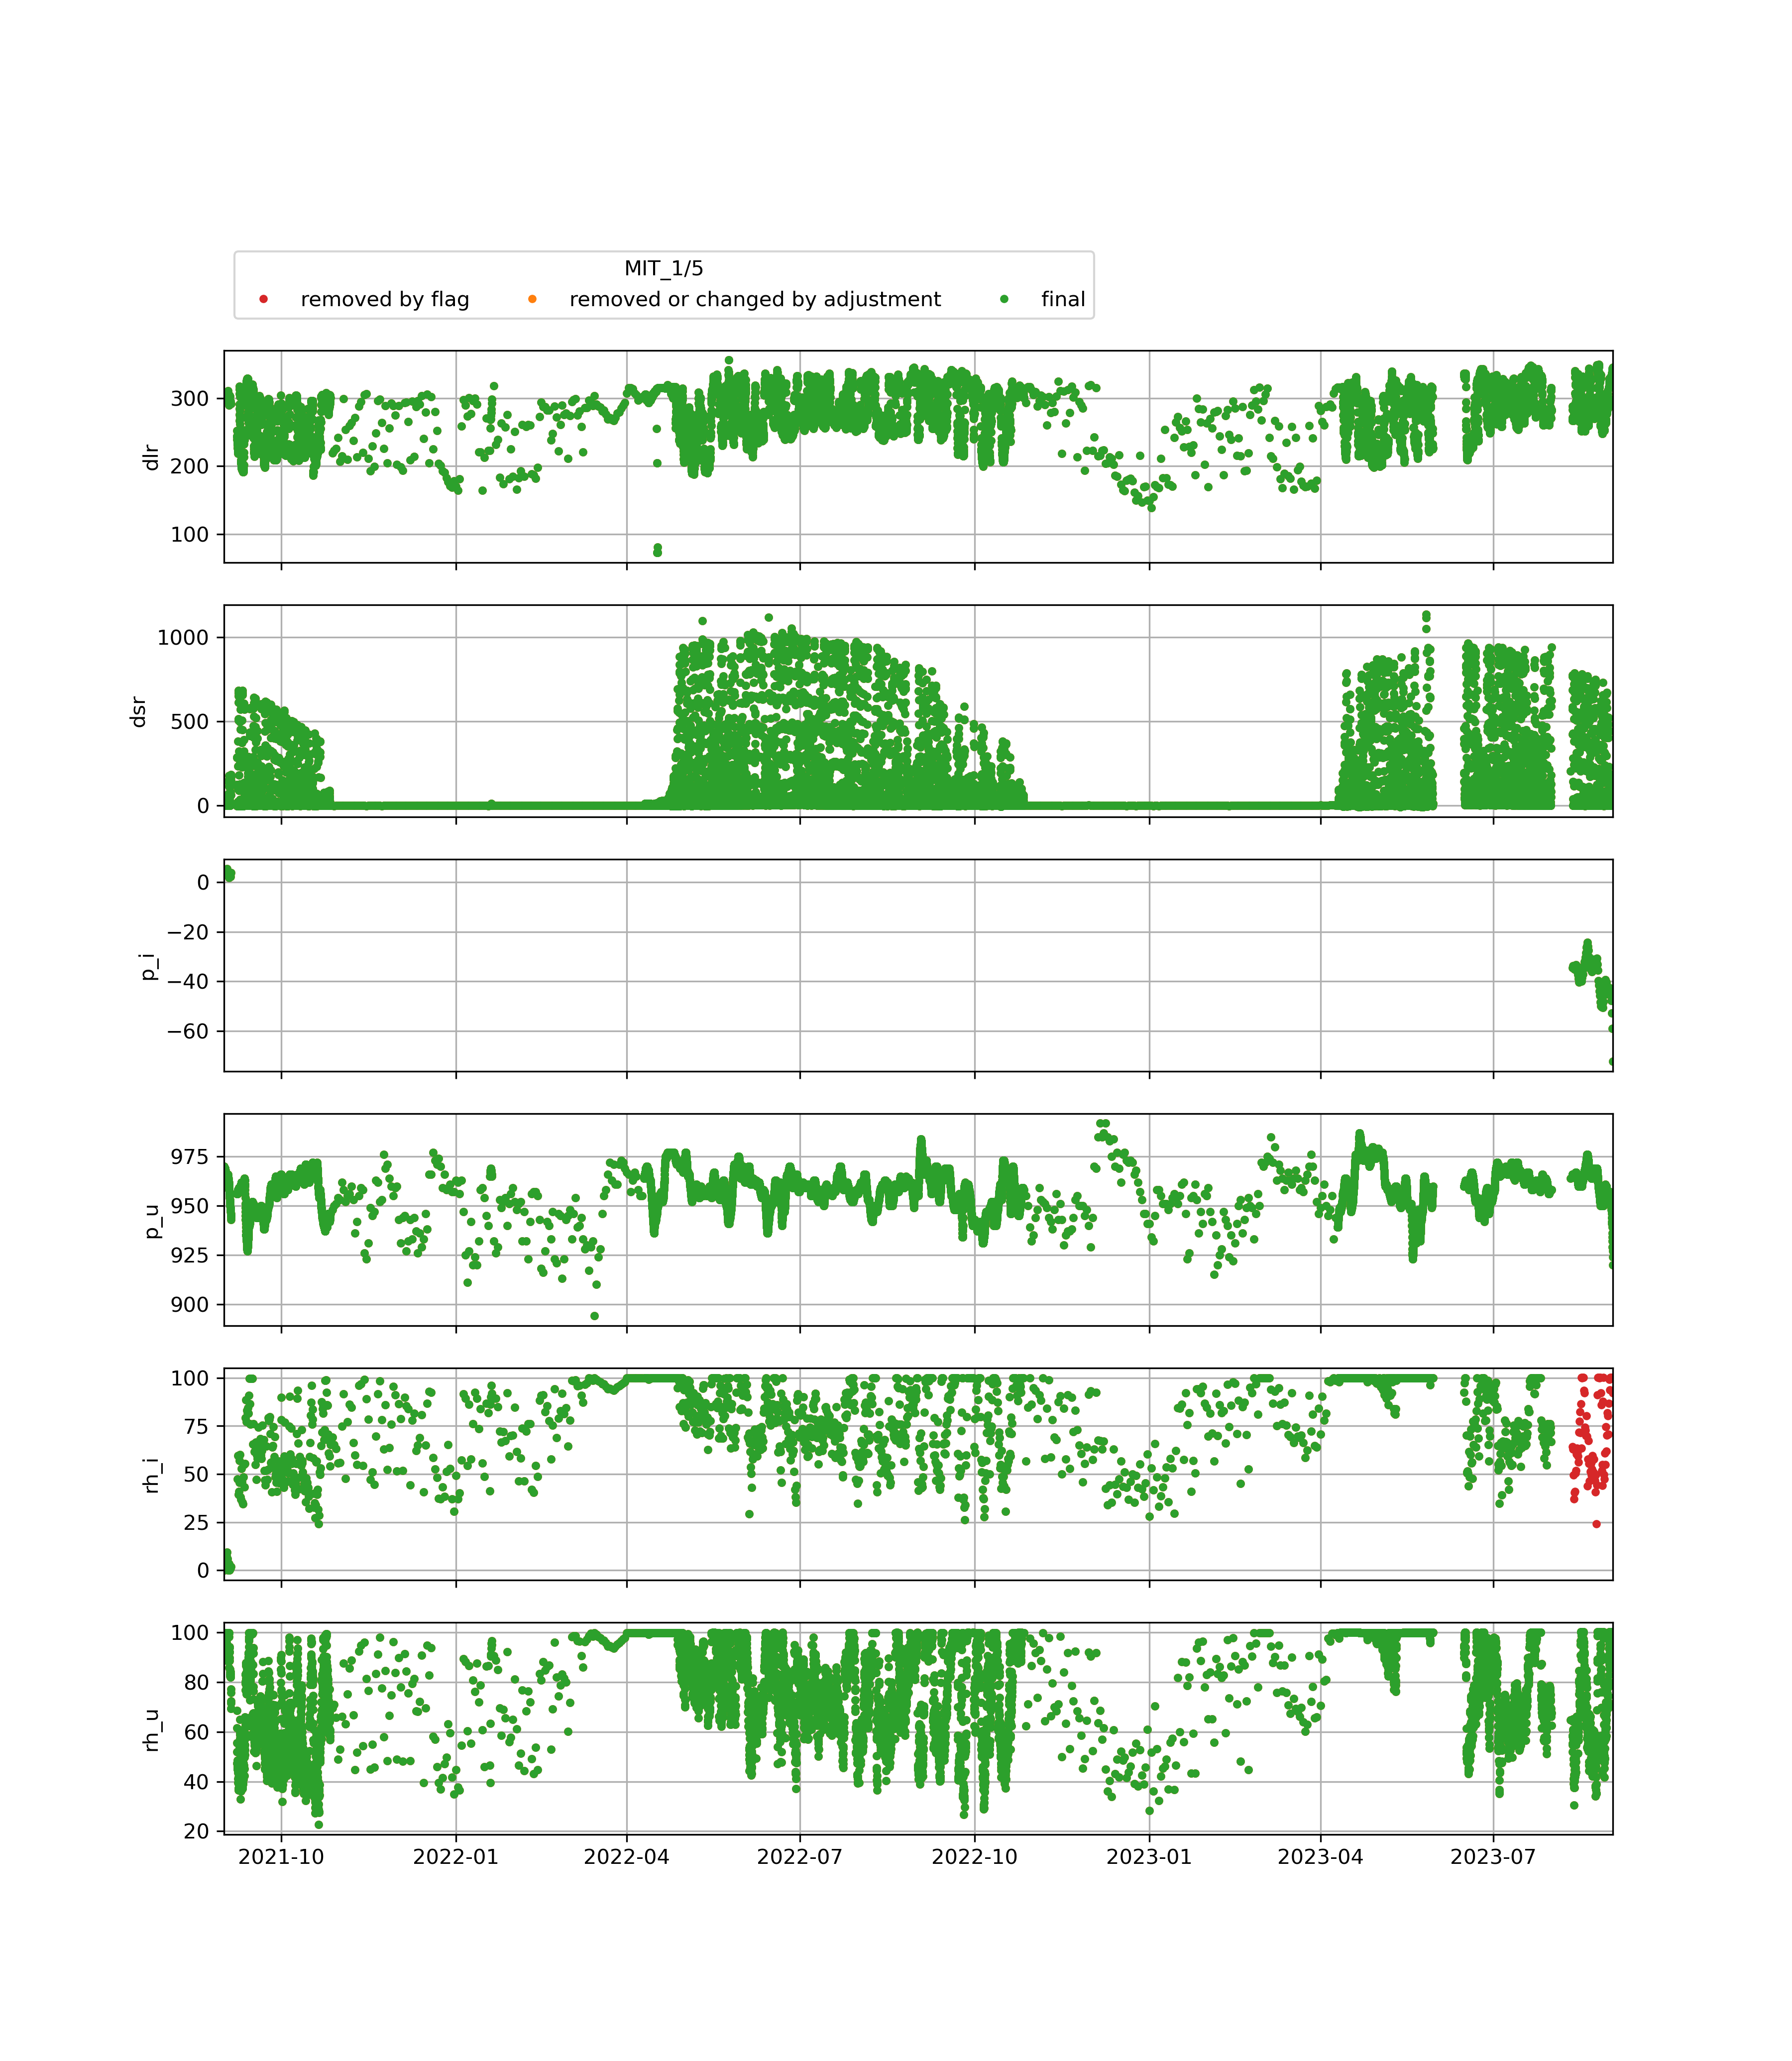 MIT_1/5
removed by flag removed or changed by adjustment final
300
200
100
dlr
1000
500
0
dsr
0
−20
−40
−60
p_i
975
950
925
900
p_u
100
75
50
25
0
rh_i
100
80
60
40
20
rh_u
2021-10 2022-01 2022-04 2022-07 2022-10 2023-01 2023-04 2023-07